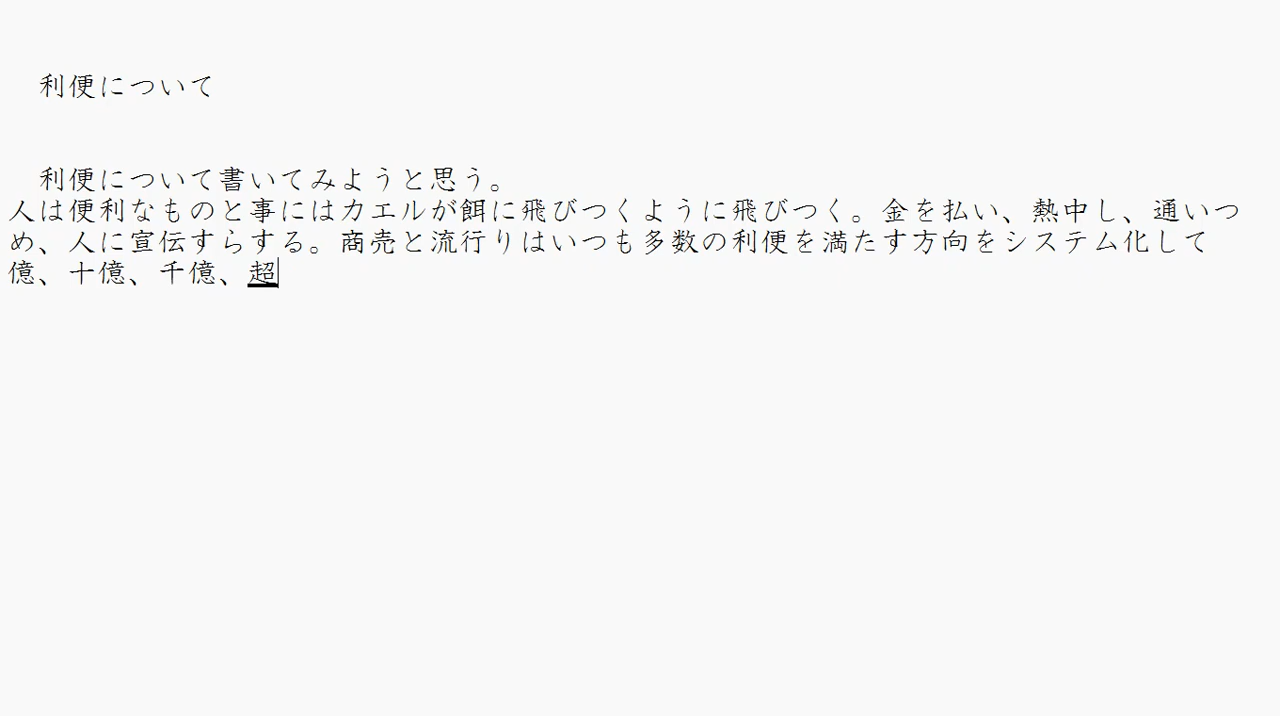 利便について
利便について書いてみようと思う。
人は便利なものと事にはカエルが餌に飛びつくように飛びつく。金を払い、熱中し、通いつ
め、人に宣伝すらする。商売と流行りはいつも多数の利便を満たす方向をシステム化して
億、十億、千億、超